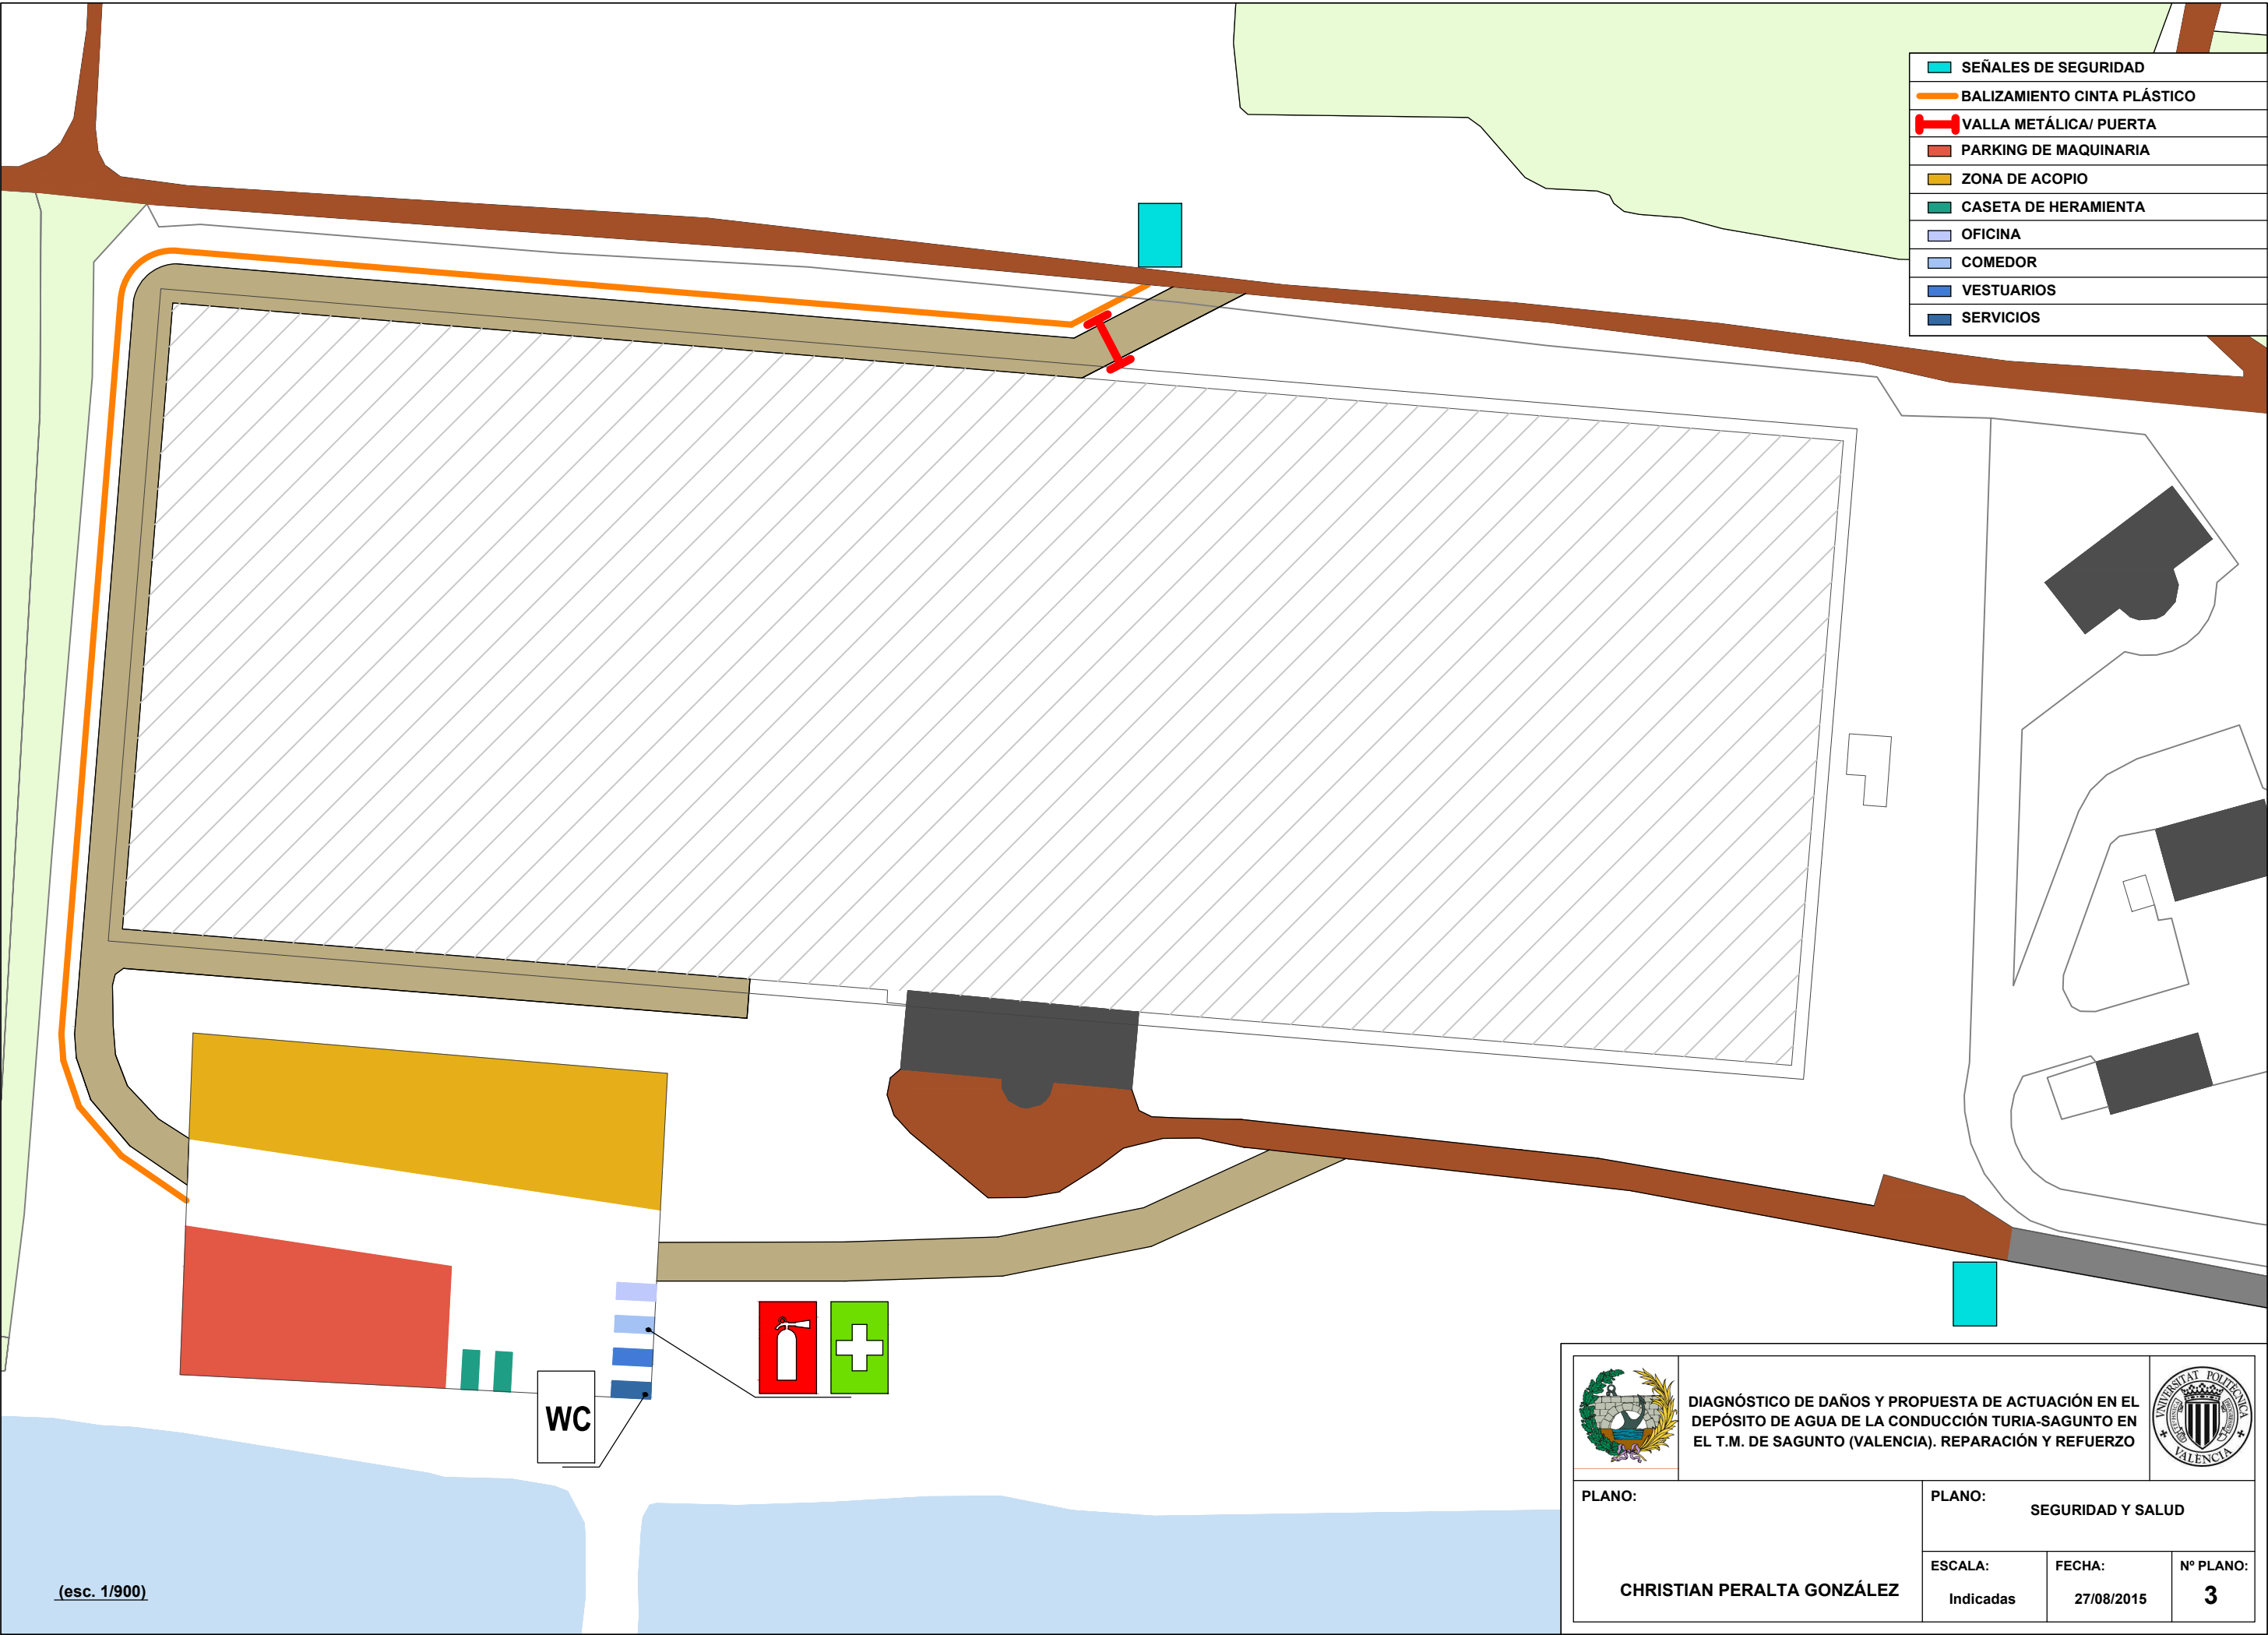 SEÑALES DE SEGURIDAD
BALIZAMIENTO CINTA PLÁSTICO
VALLA METÁLICA/ PUERTA
PARKING DE MAQUINARIA
ZONA DE ACOPIO
CASETA DE HERAMIENTA
OFICINA
COMEDOR
VESTUARIOS
SERVICIOS
WC
(esc. 1/900)
DIAGNÓSTICO DE DAÑOS Y PROPUESTA DE ACTUACIÓN EN EL
DEPÓSITO DE AGUA DE LA CONDUCCIÓN TURIA-SAGUNTO EN
EL T.M. DE SAGUNTO (VALENCIA). REPARACIÓN Y REFUERZO
VNIVERSITAT POLITÈCNICA
VALÈNCIA
PLANO:
CHRISTIAN PERALTA GONZÁLEZ
PLANO:
SEGURIDAD Y SALUD
ESCALA:
Indicadas
FECHA:
27/08/2015
Nº PLANO:
3